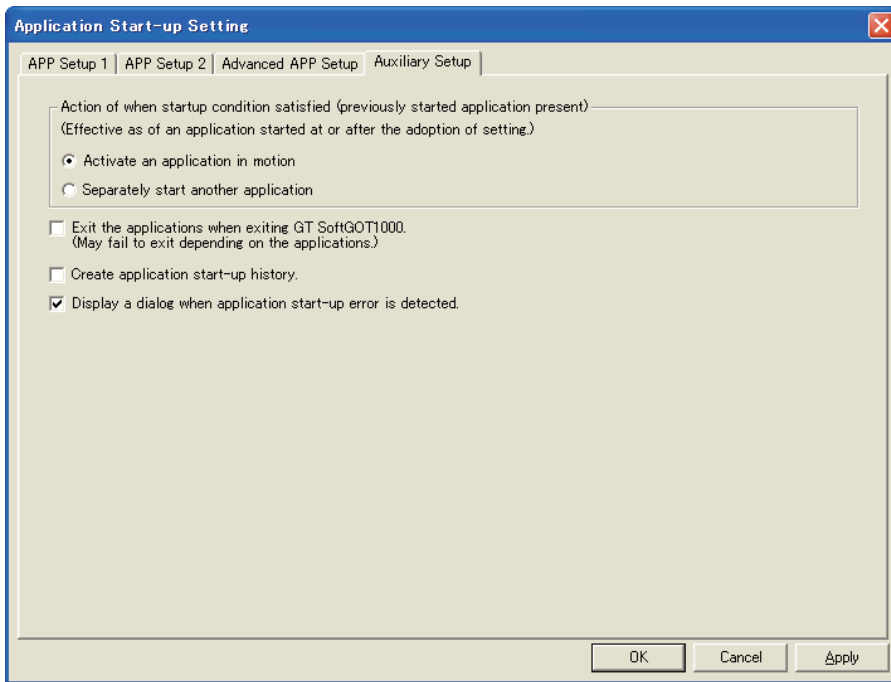 Application Start-up Setting
APP Setup 1
APP Setup 2
Advanced APP Setup
Auxiliary Setup
Action of when startup condition satisfied (previously started application present)
(Effective as of an application started at or after the adoption of setting.)
Activate an application in motion
Separately start another application
Exit the applications when exiting GT SoftGOT1000.
(May fail to exit depending on the applications.)
Create application start-up history.
Display a dialog when application start-up error is detected.
OK
Cancel
Apply